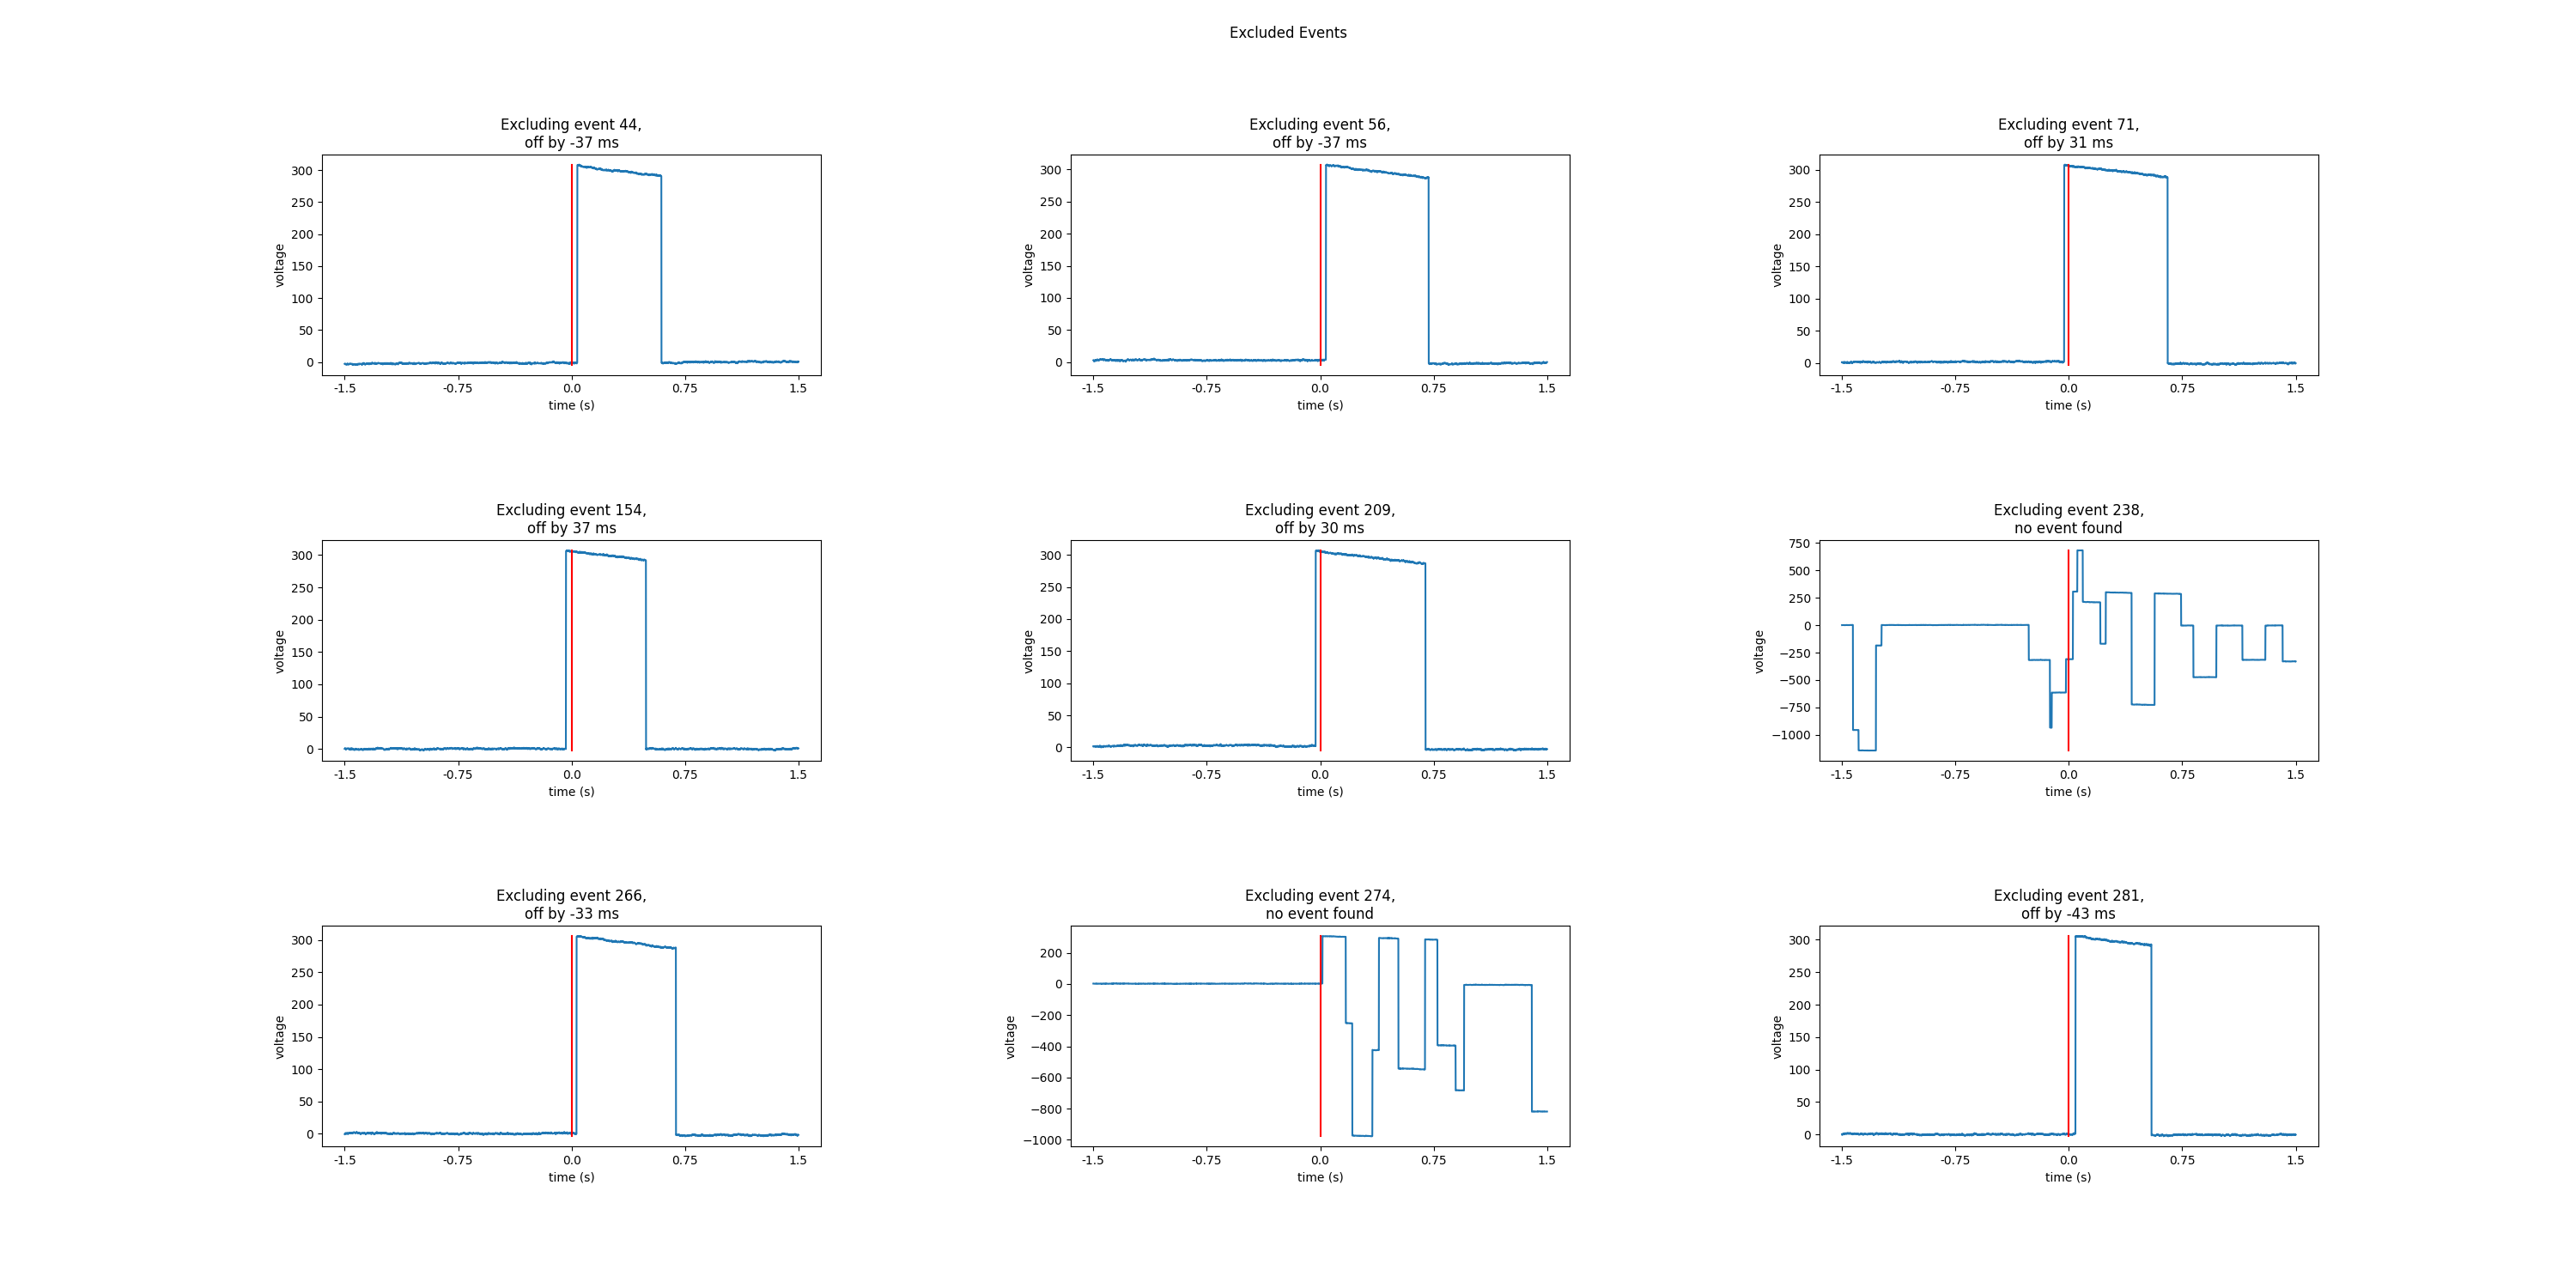 Excluded Events
Excluding event 44,
off by -37 ms
voltage
300
250
200
150
100
50
0
-1.5
-0.75
0.0
0.75
1.5
time (s)
Excluding event 56,
off by -37 ms
voltage
300
250
200
150
100
50
0
-1.5
-0.75
0.0
0.75
1.5
time (s)
Excluding event 71,
off by 31 ms
voltage
300
250
200
150
100
50
0
-1.5
-0.75
0.0
0.75
1.5
time (s)
Excluding event 154,
off by 37 ms
voltage
300
250
200
150
100
50
0
-1.5
-0.75
0.0
0.75
1.5
time (s)
Excluding event 209,
off by 30 ms
voltage
300
250
200
150
100
50
0
-1.5
-0.75
0.0
0.75
1.5
time (s)
Excluding event 238,
no event found
voltage
750
500
250
0
−250
−500
−750
−1000
-1.5
-0.75
0.0
0.75
1.5
time (s)
Excluding event 266,
off by -33 ms
voltage
300
250
200
150
100
50
0
-1.5
-0.75
0.0
0.75
1.5
time (s)
Excluding event 274,
no event found
voltage
200
0
−200
−400
−600
−800
−1000
-1.5
-0.75
0.0
0.75
1.5
time (s)
Excluding event 281,
off by -43 ms
voltage
300
250
200
150
100
50
0
-1.5
-0.75
0.0
0.75
1.5
time (s)